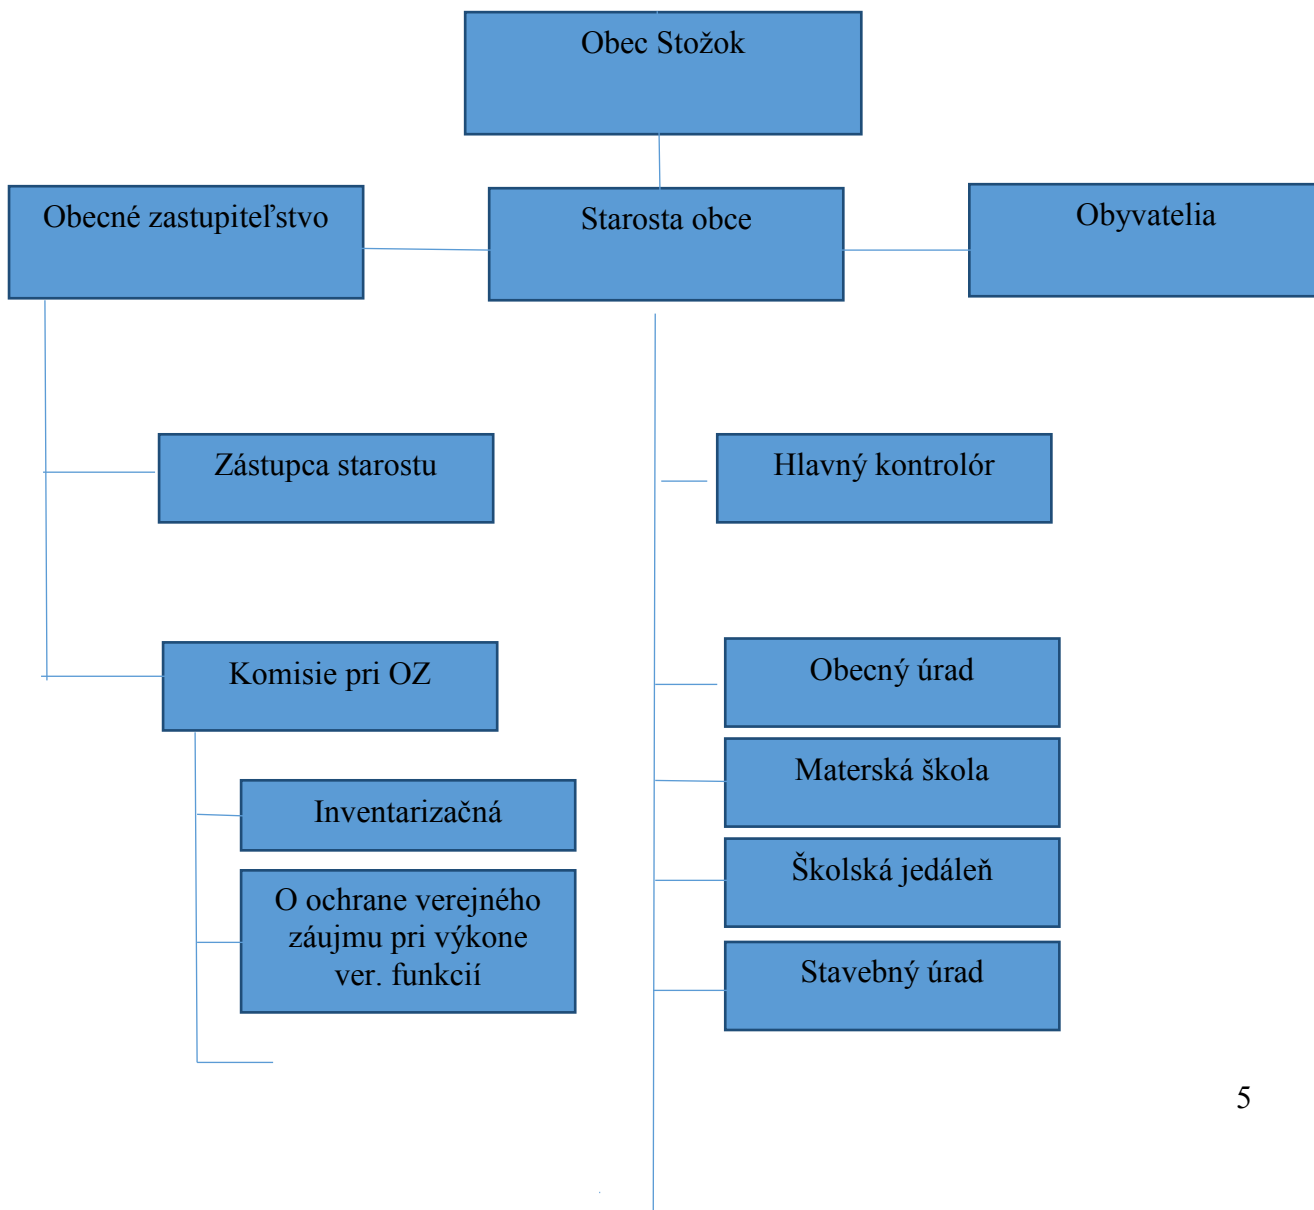 Obec Stožok
Obecné zastupiteľstvo
Starosta obce
Obyvatelia
Zástupca starostu
Hlavný kontrolór
Komisie pri OZ
Obecný úrad
Materská škola
Inventarizačná
Školská jedáleň
O ochrane verejného
záujmu pri výkone
ver. funkcií
Stavebný úrad
5